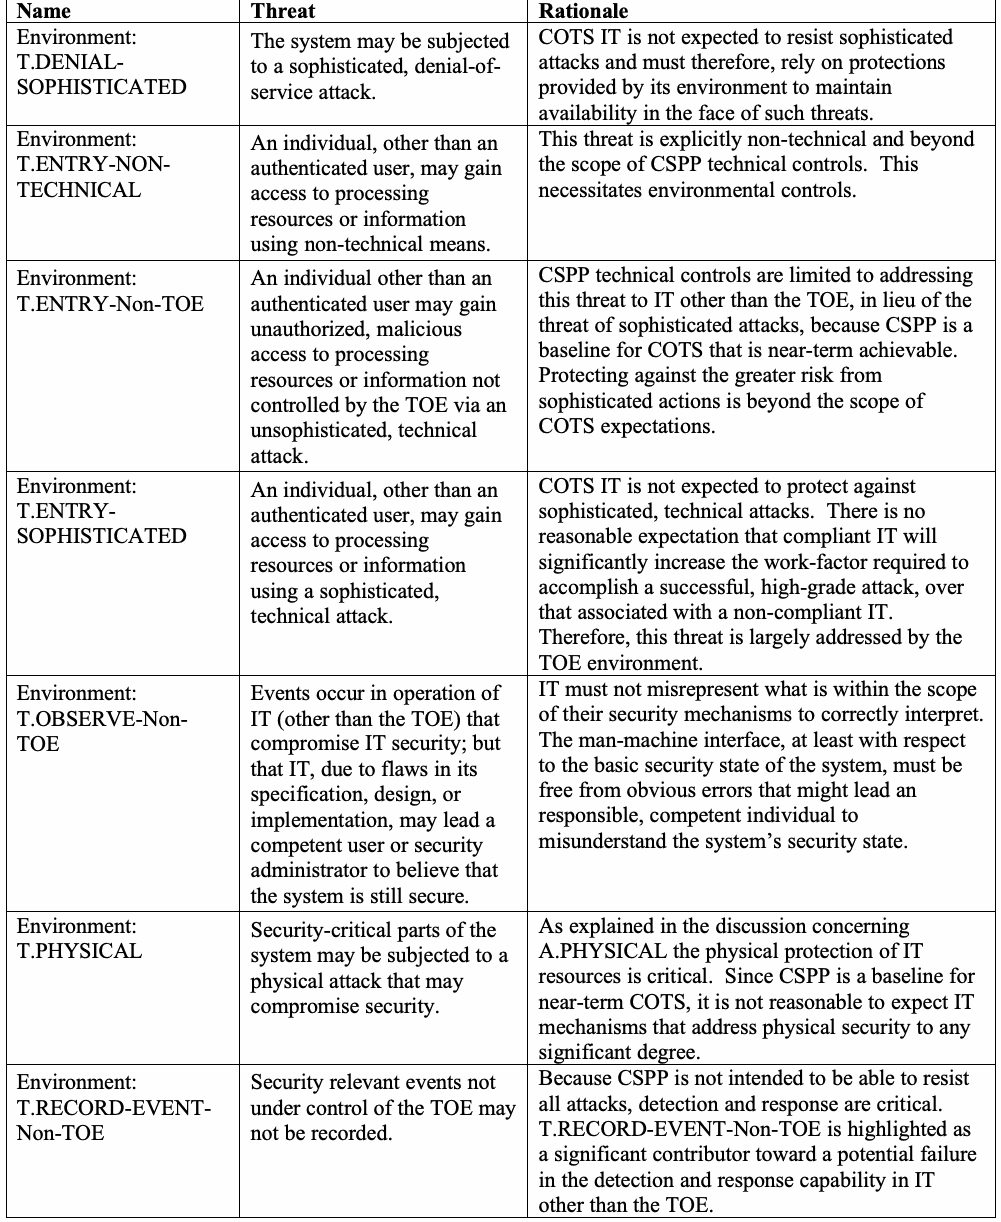 Name
Threat
Rationale
Environment:
T.DENIAL-
SOPHISTICATED
The system may be subjected
to a sophisticated, denial-of-
service attack.
COTS IT is not expected to resist sophisticated
attacks and must therefore, rely on protections
provided by its environment to maintain
availability in the face of such threats.
Environment:
T.ENTRY-NON-
TECHNICAL
An individual, other than an
authenticated user, may gain
access to processing
resources or information
using non-technical means.
This threat is explicitly non-technical and beyond
the scope of CSPP technical controls.  This
necessitates environmental controls.
Environment:
T.ENTRY-Non-TOE
An individual other than an
authenticated user may gain
unauthorized, malicious
access to processing
resources or information not
controlled by the TOE via an
unsophisticated, technical
attack.
CSPP technical controls are limited to addressing
this threat to IT other than the TOE, in lieu of the
threat of sophisticated attacks, because CSPP is a
baseline for COTS that is near-term achievable.
Protecting against the greater risk from
sophisticated actions is beyond the scope of
COTS expectations.
Environment:
T.ENTRY-
SOPHISTICATED
An individual, other than an
authenticated user, may gain
access to processing
resources or information
using a sophisticated,
technical attack.
COTS IT is not expected to protect against
sophisticated, technical attacks.  There is no
reasonable expectation that compliant IT will
significantly increase the work-factor required to
accomplish a successful, high-grade attack, over
that associated with a non-compliant IT.
Therefore, this threat is largely addressed by the
TOE environment.
Environment:
T.OBSERVE-Non-
TOE
Events occur in operation of
IT (other than the TOE) that
compromise IT security; but
that IT, due to flaws in its
specification, design, or
implementation, may lead a
competent user or security
administrator to believe that
the system is still secure.
IT must not misrepresent what is within the scope
of their security mechanisms to correctly interpret.
The man-machine interface, at least with respect
to the basic security state of the system, must be
free from obvious errors that might lead an
responsible, competent individual to
misunderstand the system's security state.
Environment:
T.PHYSICAL
Security-critical parts of the
system may be subjected to a
physical attack that may
compromise security.
As explained in the discussion concerning
A.PHYSICAL the physical protection of IT
resources is critical.  Since CSPP is a baseline for
near-term COTS, it is not reasonable to expect IT
mechanisms that address physical security to any
significant degree.
Environment:
T.RECORD-EVENT-
Non-TOE
Security relevant events not
under control of the TOE may
not be recorded.
Because CSPP is not intended to be able to resist
all attacks, detection and response are critical.
T.RECORD-EVENT-Non-TOE is highlighted as
a significant contributor toward a potential failure
in the detection and response capability in IT
other than the TOE.